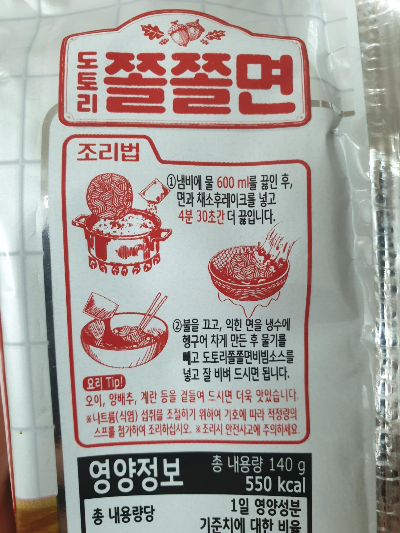 도토리
쫄쫄면
조리법
①냄비에 물 600 ml를 끓인 후,
면과 채소후레이크를 넣고
4분 30초간 더 끓입니다.
②불을 끄고, 익힌 면을 냉수에
헹구어 차게 만든 후 물기를
빼고 도토리쫄쫄면비빔소스를
넣고 잘 비벼 드시면 됩니다.
요리 Tip!
오이, 양배추, 계란 등을 곁들여 드시면 더욱 맛있습니다.
※나트륨(식염) 섭취를 조절하기 위하여 기호에 따라 적정량의
스프를 첨가하여 조리하십시오. ※조리시 안전사고에 주의하세요.
영양정보
총 내용량 140 g
550 kcal
총 내용량당
1일 영양성분
기준치에 대한 비율